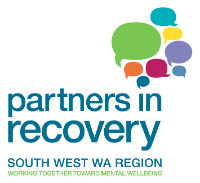 partners in
recovery
SOUTH WEST WA REGION
WORKING TOGETHER TOWARD MENTAL WELLBEING